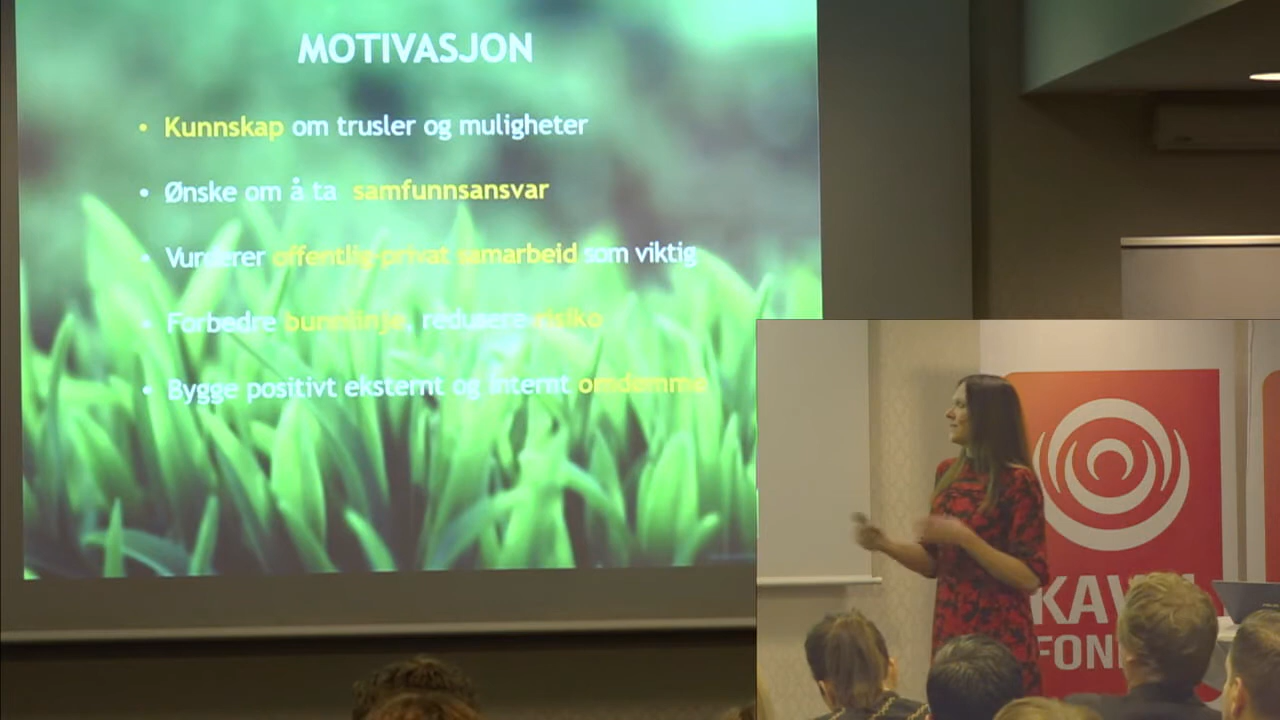 MOTIVASJON
• Kunnskap om trusler og muligheter
• Ønske om å ta samfunnsansvar
• Vurderer offentlig-privat samarbeid som viktig
• Forbedre bunnlinje, redusere risiko
• Bygge positivt eksternt og internt omdømme